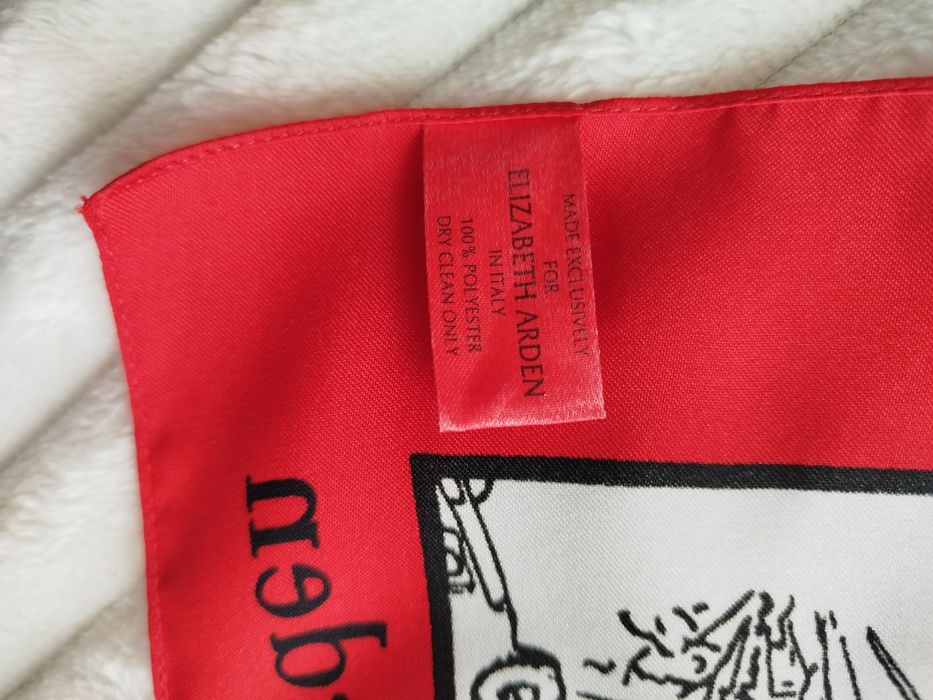 MADE EXCLUSIVELY
FOR
ELIZABETH ARDEN
IN ITALY
100% POLYESTER
DRY CLEAN ONLY